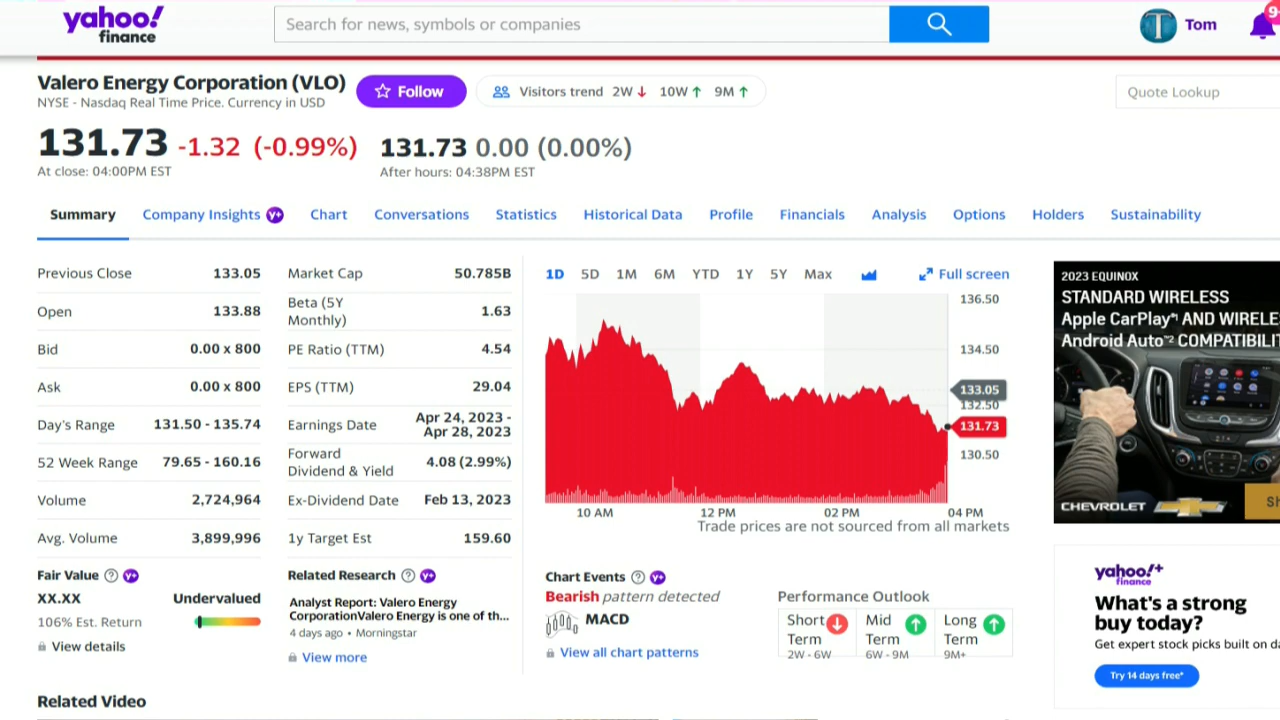 yahoo!
finance
Search for news, symbols or companies
T
Tom
9+
Valero Energy Corporation (VLO)
NYSE - Nasdaq Real Time Price. Currency in USD
Follow
Visitors trend 2W 10W 9M
Quote Lookup
131.73 -1.32 (-0.99%)
At close: 04:00PM EST
131.73 0.00 (0.00%)
After hours: 04:38PM EST
Summary Company Insights Y+ Chart Conversations Statistics Historical Data Profile Financials Analysis Options Holders Sustainability
Previous Close 133.05
Open 133.88
Bid 0.00 x 800
Ask 0.00 x 800
Day's Range 131.50 - 135.74
52 Week Range 79.65 - 160.16
Volume 2,724,964
Avg. Volume 3,899,996
Market Cap 50.785B
Beta (5Y
Monthly) 1.63
PE Ratio (TTM) 4.54
EPS (TTM) 29.04
Earnings Date Apr 24, 2023 -
Apr 28, 2023
Forward
Dividend & Yield 4.08 (2.99%)
Ex-Dividend Date Feb 13, 2023
1y Target Est 159.60
1D 5D 1M 6M YTD 1Y 5Y Max Full screen
136.50
134.50
133.05
132.50
131.73
130.50
10 AM 12 PM 02 PM 04 PM
Trade prices are not sourced from all markets
Fair Value ? Y+
XX.XX Undervalued
106% Est. Return
View details
Related Research ? Y+
Analyst Report: Valero Energy
CorporationValero Energy is one of th...
4 days ago • Morningstar
View more
Chart Events ? Y+
Bearish pattern detected
MACD
View all chart patterns
Performance Outlook
Short
Term
2W - 6W
Mid
Term
6W - 9M
Long
Term
9M+
2023 EQUINOX
STANDARD WIRELESS
Apple CarPlay*¹ AND WIRELE
Android Auto™² COMPATIBILI
CHEVROLET
Sh
yahoo!+
finance
What's a strong
buy today?
Get expert stock picks built on da
Try 14 days free*
Related Video